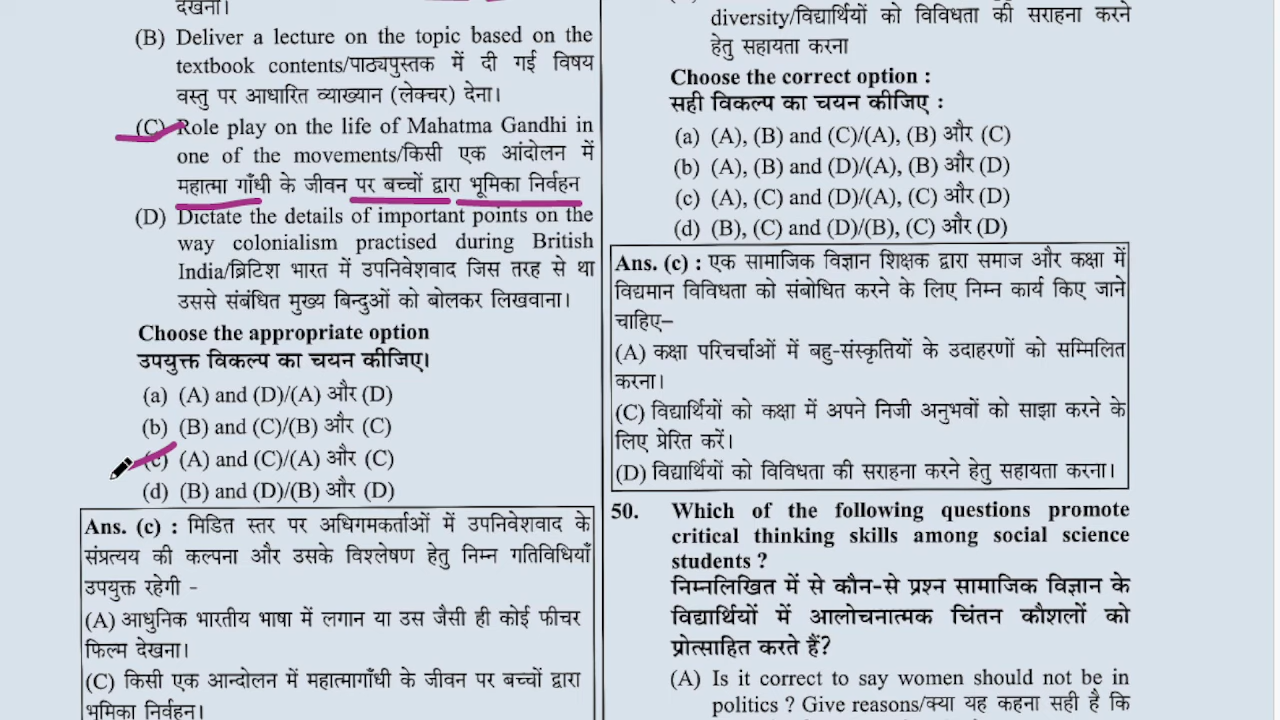 देखना।
(B) Deliver a lecture on the topic based on the
textbook contents/पाठ्यपुस्तक में दी गई विषय
वस्तु पर आधारित व्याख्यान (लेक्चर) देना।
(C) Role play on the life of Mahatma Gandhi in
one of the movements/किसी एक आंदोलन में
महात्मा गाँधी के जीवन पर बच्चों द्वारा भूमिका निर्वहन
(D) Dictate the details of important points on the
way colonialism practised during British
India/ब्रिटिश भारत में उपनिवेशवाद जिस तरह से था
उससे संबंधित मुख्य बिन्दुओं को बोलकर लिखवाना।
Choose the appropriate option
उपयुक्त विकल्प का चयन कीजिए।
(a) (A) and (D)/(A) और (D)
(b) (B) and (C)/(B) और (C)
(c) (A) and (C)/(A) और (C)
(d) (B) and (D)/(B) और (D)
Ans. (c) : मिडित स्तर पर अधिगमकर्ताओं में उपनिवेशवाद के
संप्रत्यय की कल्पना और उसके विश्लेषण हेतु निम्न गतिविधियाँ
उपयुक्त रहेगी -
(A) आधुनिक भारतीय भाषा में लगान या उस जैसी ही कोई फीचर
फिल्म देखना।
(C) किसी एक आन्दोलन में महात्मागाँधी के जीवन पर बच्चों द्वारा
भूमिका निर्वहन।
diversity/विद्यार्थियों को विविधता की सराहना करने
हेतु सहायता करना
Choose the correct option :
सही विकल्प का चयन कीजिए :
(a) (A), (B) and (C)/(A), (B) और (C)
(b) (A), (B) and (D)/(A), (B) और (D)
(c) (A), (C) and (D)/(A), (C) और (D)
(d) (B), (C) and (D)/(B), (C) और (D)
Ans. (c) : एक सामाजिक विज्ञान शिक्षक द्वारा समाज और कक्षा में
विद्यमान विविधता को संबोधित करने के लिए निम्न कार्य किए जाने
चाहिए–
(A) कक्षा परिचर्चाओं में बहु-संस्कृतियों के उदाहरणों को सम्मिलित
करना।
(C) विद्यार्थियों को कक्षा में अपने निजी अनुभवों को साझा करने के
लिए प्रेरित करें।
(D) विद्यार्थियों को विविधता की सराहना करने हेतु सहायता करना।
50. Which of the following questions promote
critical thinking skills among social science
students ?
निम्नलिखित में से कौन-से प्रश्न सामाजिक विज्ञान के
विद्यार्थियों में आलोचनात्मक चिंतन कौशलों को
प्रोत्साहित करते हैं?
(A) Is it correct to say women should not be in
politics ? Give reasons/क्या यह कहना सही है कि